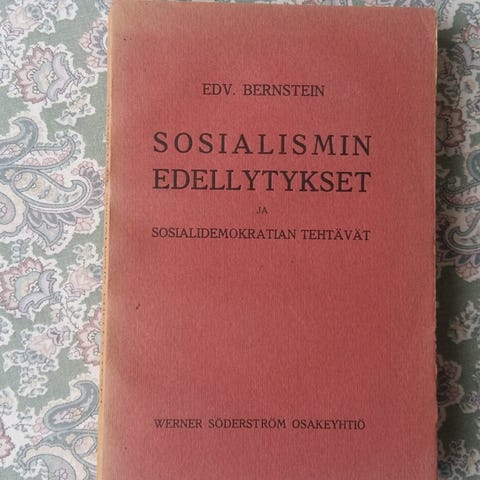 EDV. BERNSTEIN
SOSIALISMIN
EDELLYTYKSET
JA
SOSIALIDEMOKRATIAN TEHTÄVÄT
WERNER SÖDERSTRÖM OSAKEYHTIÖ